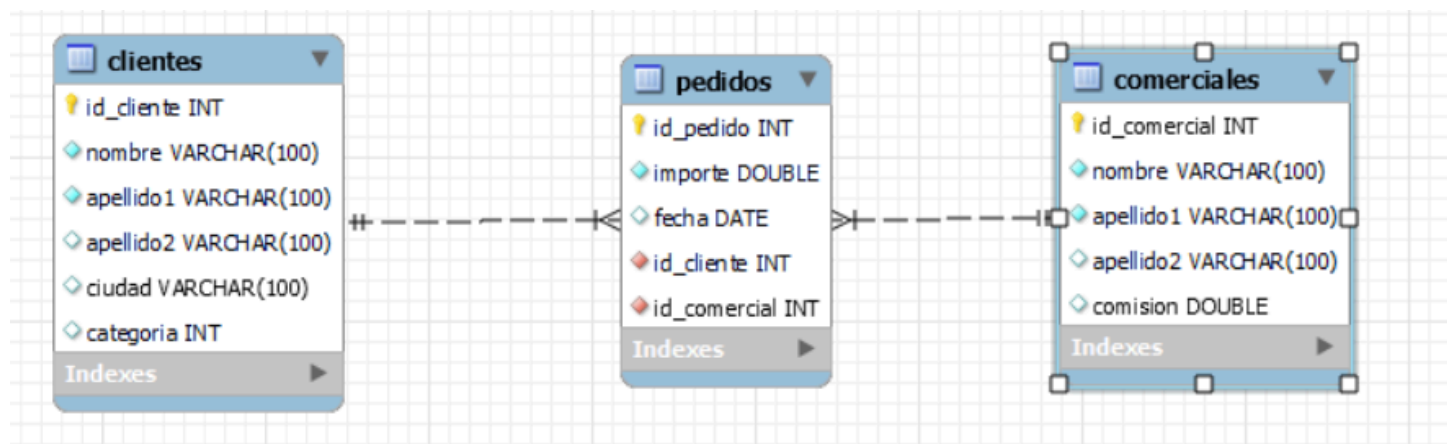 clientes
id_cliente INT
nombre VARCHAR(100)
apellido1 VARCHAR(100)
apellido2 VARCHAR(100)
ciudad VARCHAR(100)
categoria INT
Indexes
pedidos
id_pedido INT
importe DOUBLE
fecha DATE
id_cliente INT
id_comercial INT
Indexes
comerciales
id_comercial INT
nombre VARCHAR(100)
apellido1 VARCHAR(100)
apellido2 VARCHAR(100)
comision DOUBLE
Indexes